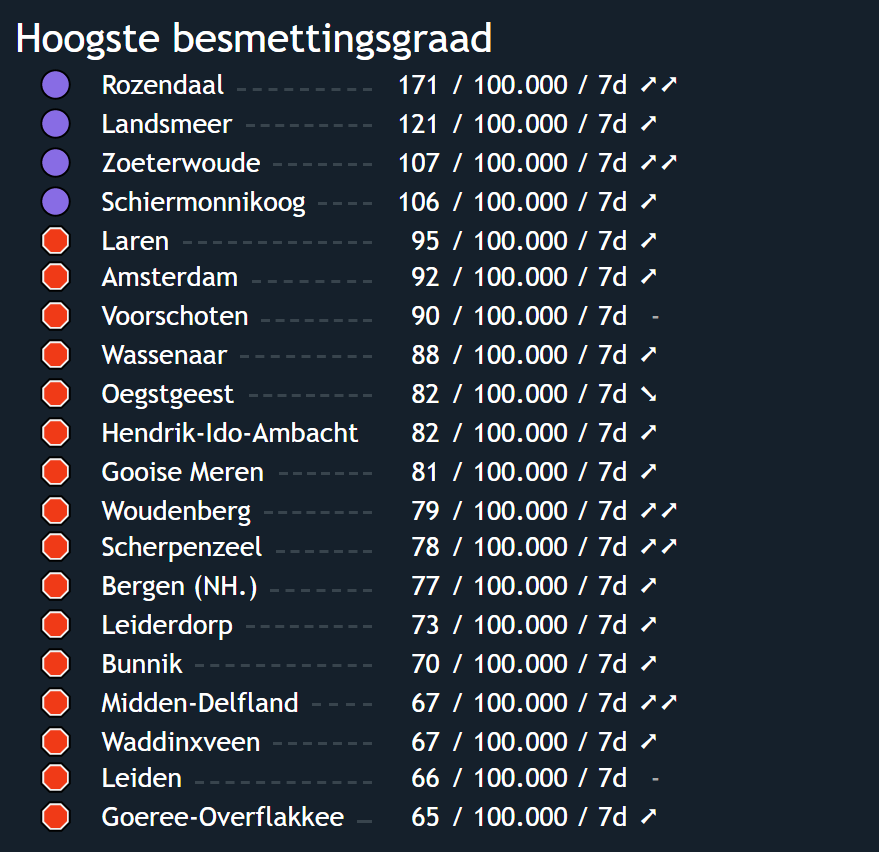 Hoogste besmettingsgraad
Rozendaal 171 / 100.000 / 7d ➚➚
Landsmeer 121 / 100.000 / 7d ➚
Zoeterwoude 107 / 100.000 / 7d ➚➚
Schiermonnikoog 106 / 100.000 / 7d ➚
Laren 95 / 100.000 / 7d ➚
Amsterdam 92 / 100.000 / 7d ➚
Voorschoten 90 / 100.000 / 7d -
Wassenaar 88 / 100.000 / 7d ➚
Oegstgeest 82 / 100.000 / 7d ➘
Hendrik-Ido-Ambacht 82 / 100.000 / 7d ➚
Gooise Meren 81 / 100.000 / 7d ➚
Woudenberg 79 / 100.000 / 7d ➚➚
Scherpenzeel 78 / 100.000 / 7d ➚➚
Bergen (NH.) 77 / 100.000 / 7d ➚
Leiderdorp 73 / 100.000 / 7d ➚
Bunnik 70 / 100.000 / 7d ➚
Midden-Delfland 67 / 100.000 / 7d ➚➚
Waddinxveen 67 / 100.000 / 7d ➚
Leiden 66 / 100.000 / 7d -
Goeree-Overflakkee 65 / 100.000 / 7d ➚